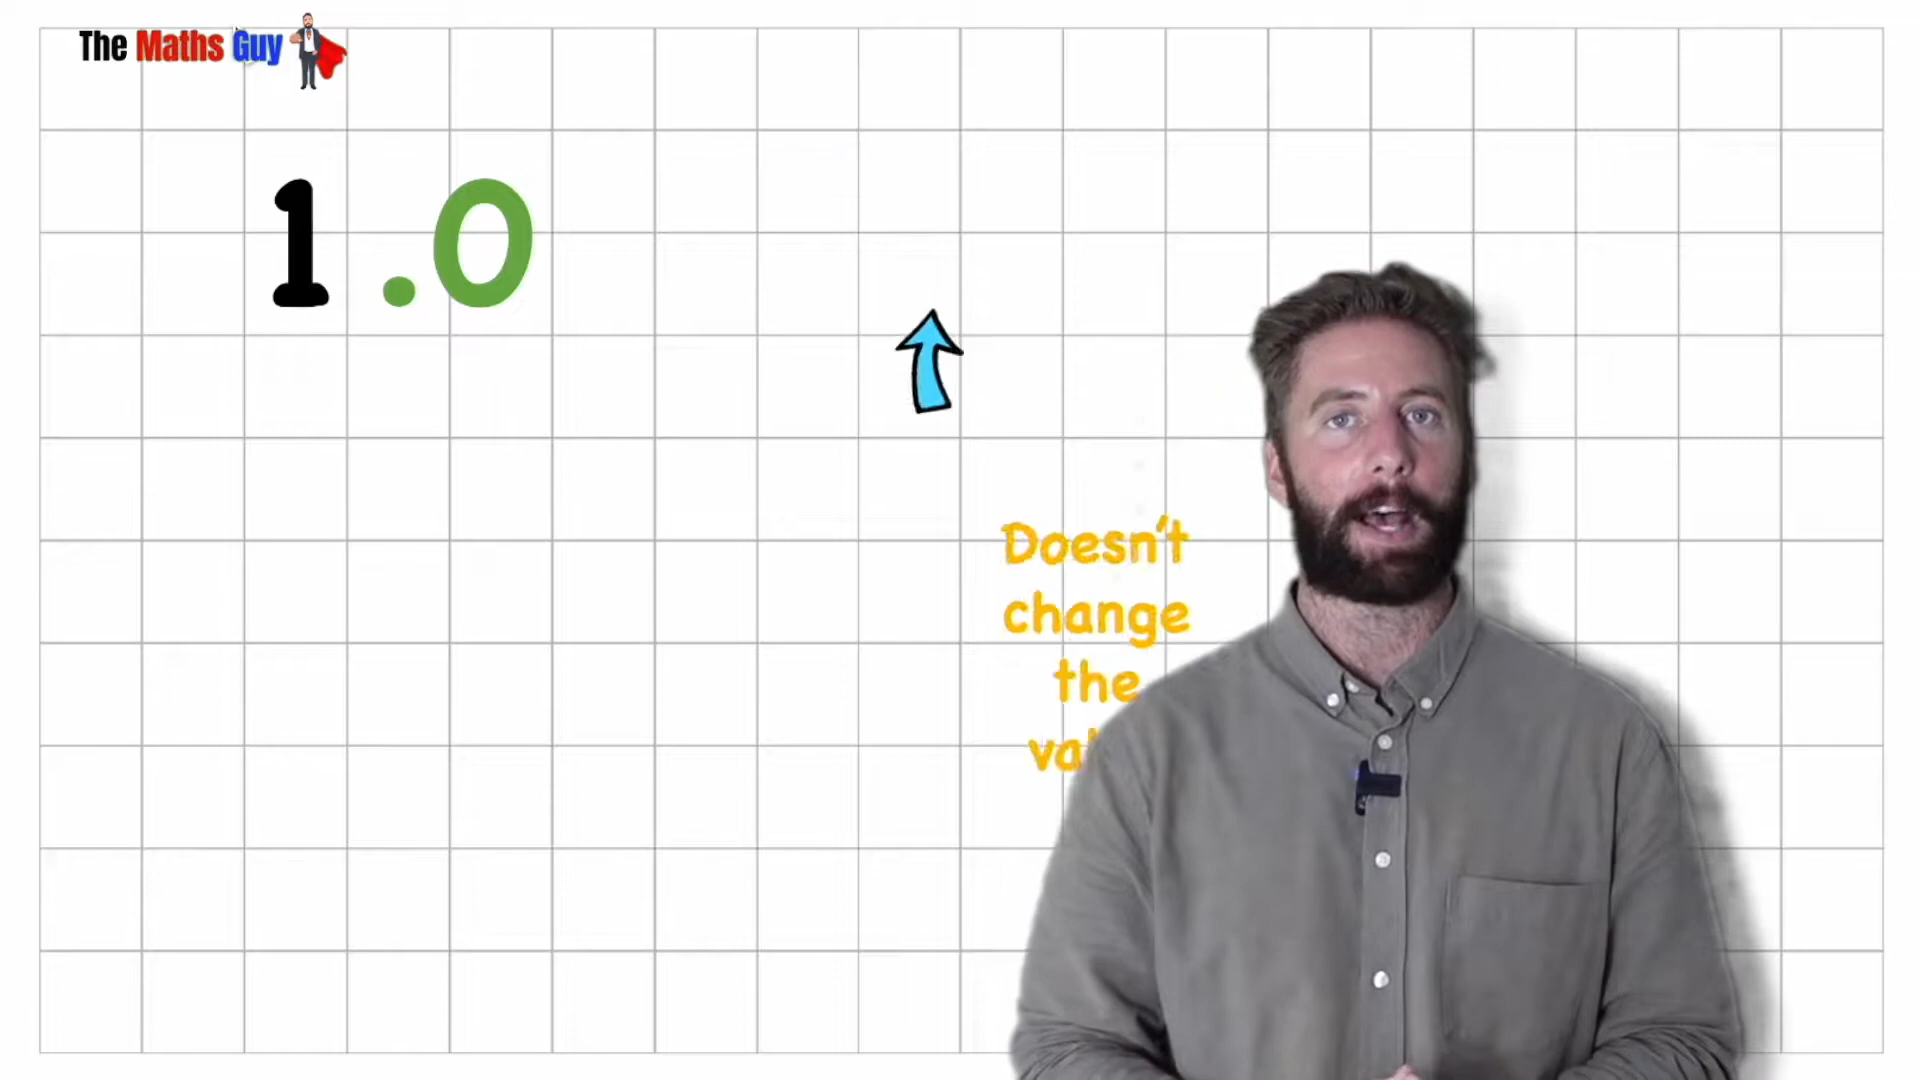 The Maths Guy
1.0
Doesn't
change
the